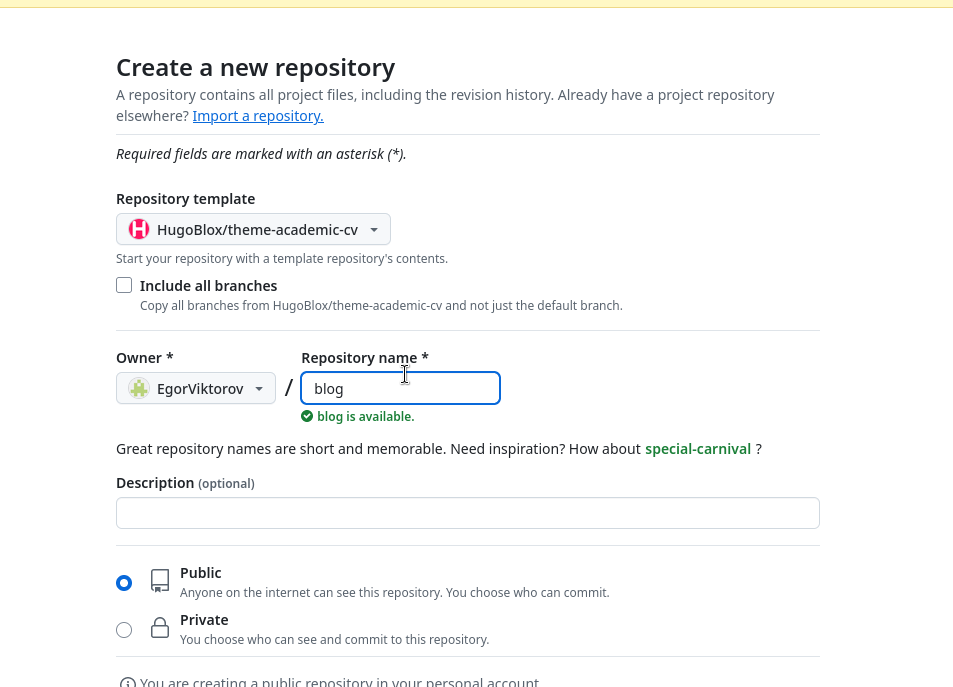 Create a new repository
A repository contains all project files, including the revision history. Already have a project repository
elsewhere? Import a repository.
Required fields are marked with an asterisk (*).
Repository template
HugoBlox/theme-academic-cv
Start your repository with a template repository's contents.
Include all branches
Copy all branches from HugoBlox/theme-academic-cv and not just the default branch.
Owner * Repository name *
EgorViktorov / blog
blog is available.
Great repository names are short and memorable. Need inspiration? How about special-carnival ?
Description (optional)
Public
Anyone on the internet can see this repository. You choose who can commit.
Private
You choose who can see and commit to this repository.
You are creating a public repository in your personal account